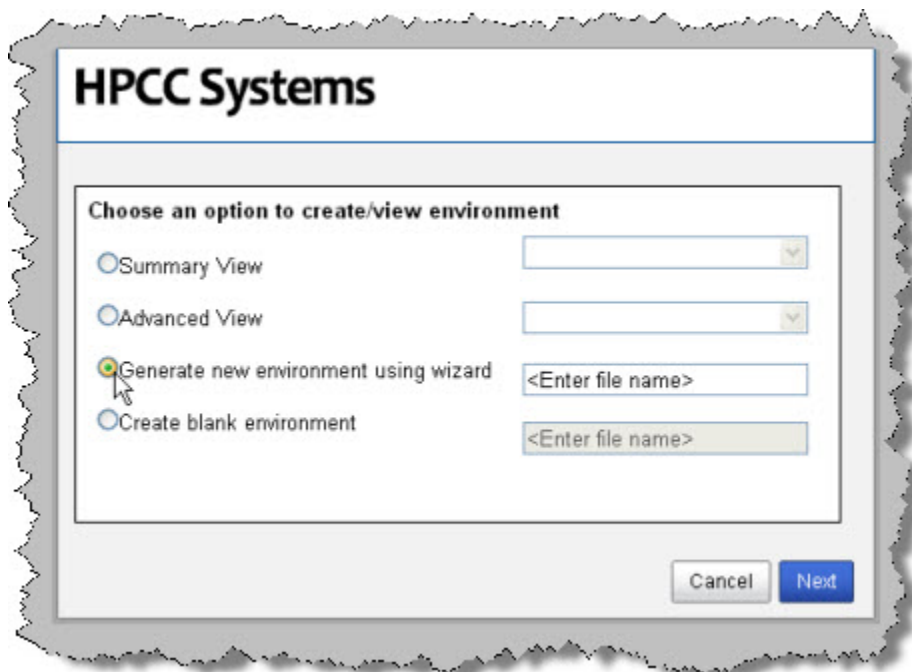 HPCC Systems
Choose an option to create/view environment
Summary View
Advanced View
Generate new environment using wizard
<Enter file name>
Create blank environment
<Enter file name>
Cancel
Next